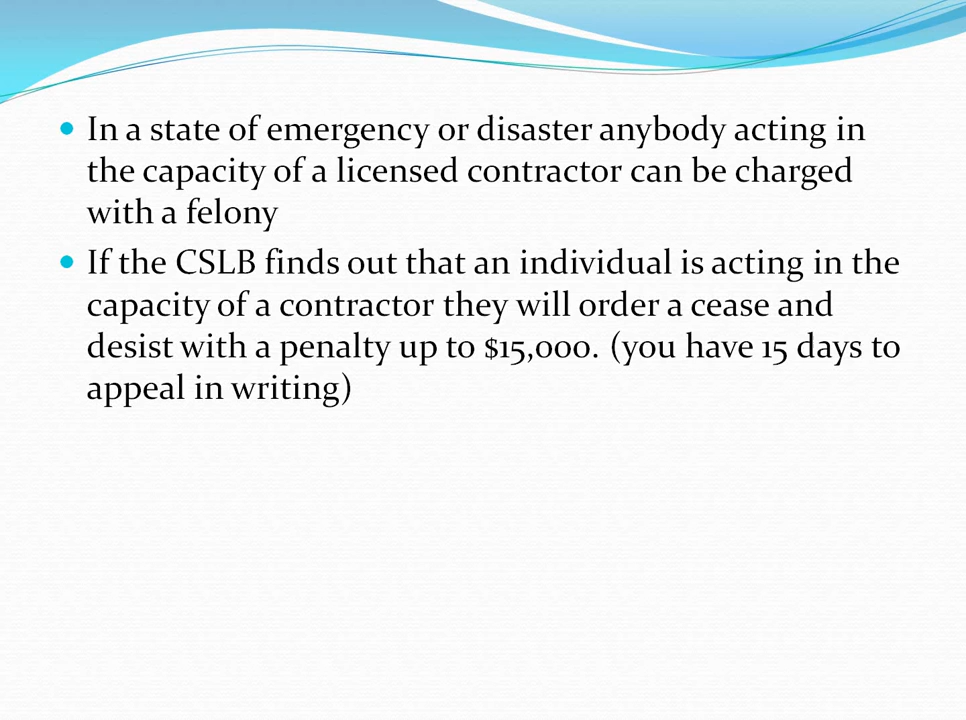 • In a state of emergency or disaster anybody acting in
the capacity of a licensed contractor can be charged
with a felony
• If the CSLB finds out that an individual is acting in the
capacity of a contractor they will order a cease and
desist with a penalty up to $15,000. (you have 15 days to
appeal in writing)